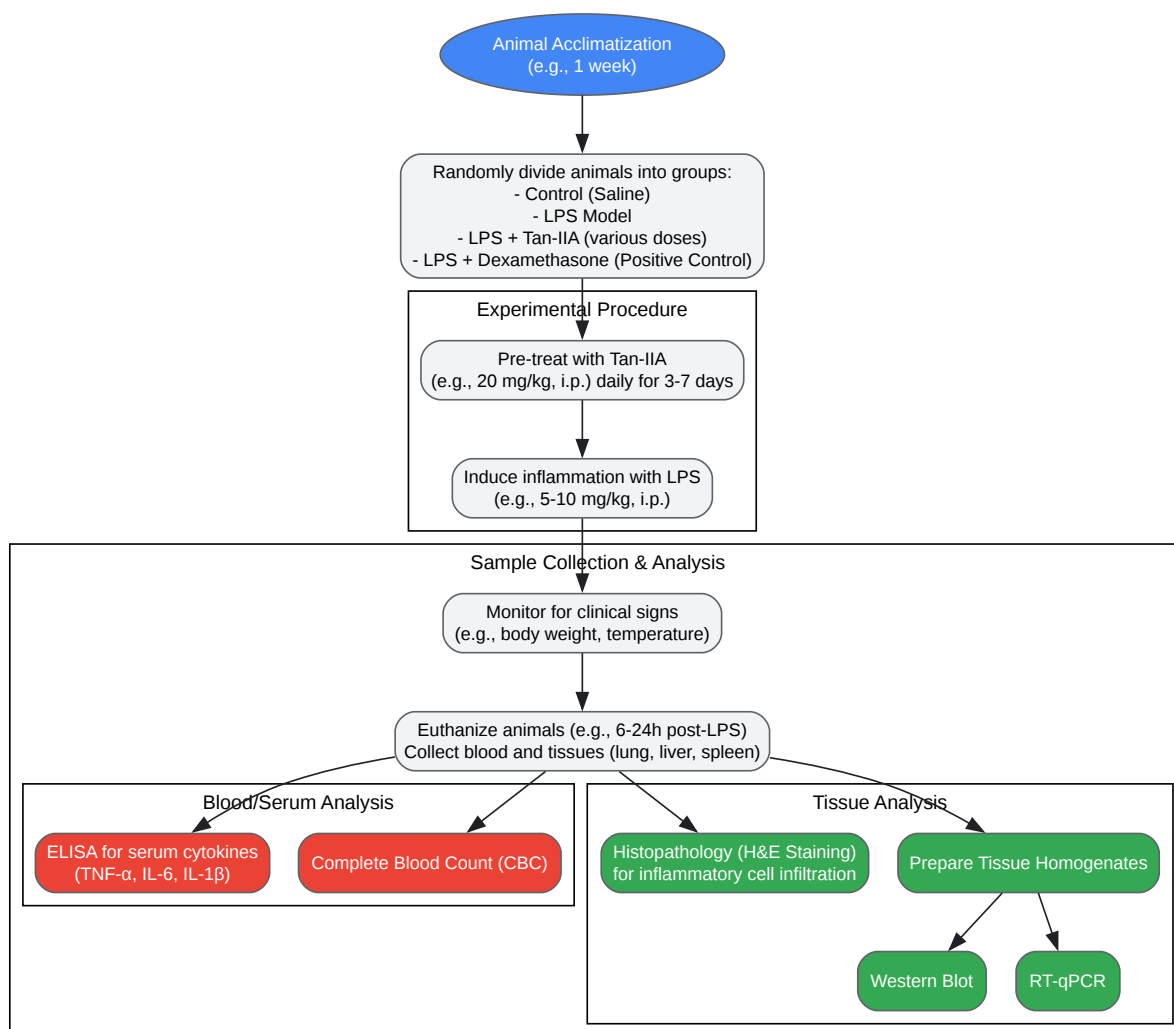 Animal Acclimatization
(e.g., 1 week)
Randomly divide animals into groups:
- Control (Saline)
- LPS Model
- LPS + Tan-IIA (various doses)
- LPS + Dexamethasone (Positive Control)
Experimental Procedure
Pre-treat with Tan-IIA
(e.g., 20 mg/kg, i.p.) daily for 3-7 days
Induce inflammation with LPS
(e.g., 5-10 mg/kg, i.p.)
Sample Collection & Analysis
Monitor for clinical signs
(e.g., body weight, temperature)
Euthanize animals (e.g., 6-24h post-LPS)
Collect blood and tissues (lung, liver, spleen)
Blood/Serum Analysis
ELISA for serum cytokines
(TNF-α, IL-6, IL-1β)
Complete Blood Count (CBC)
Tissue Analysis
Histopathology (H&E Staining)
for inflammatory cell infiltration
Prepare Tissue Homogenates
Western Blot
RT-qPCR